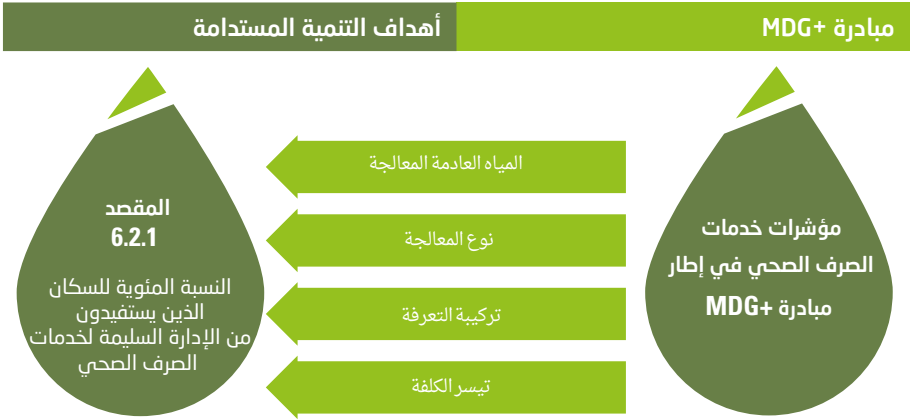 مبادرة +MDG
أهداف التنمية المستدامة
مؤشرات خدمات
الصرف الصحي في إطار
مبادرة +MDG
المياه العادمة المعالجة
نوع المعالجة
تركيبة التعرفة
تيسر الكلفة
المقصد
6.2.1
النسبة المئوية للسكان
الذين يستفيدون
من الإدارة السليمة لخدمات
الصرف الصحي